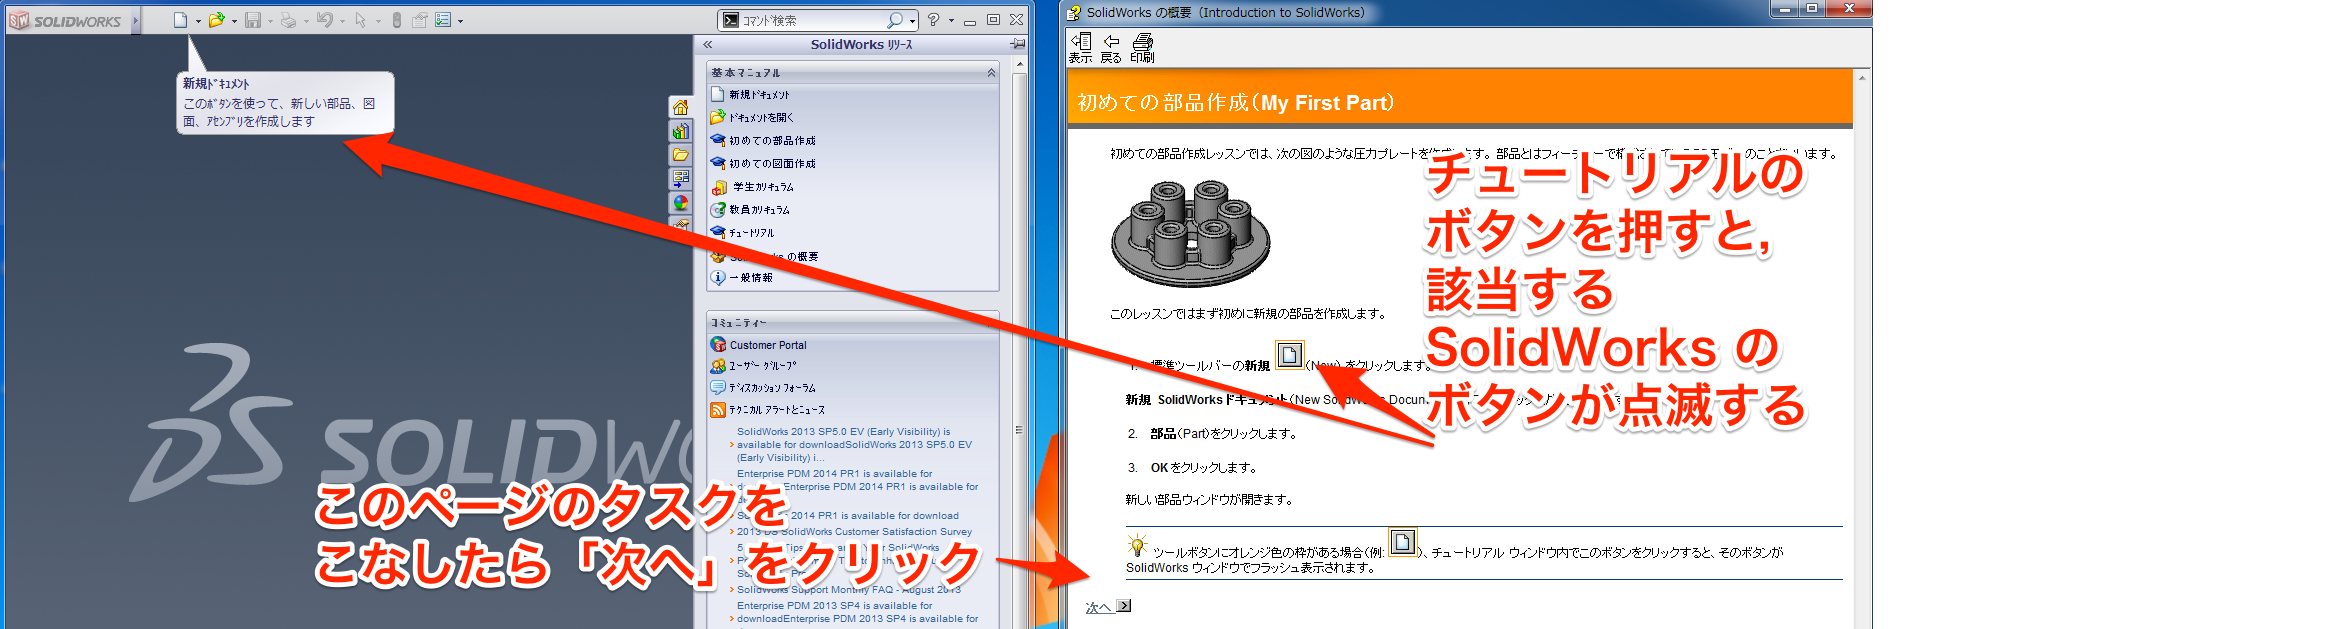 SOLIDWORKS
コマンド検索
新規ﾄﾞｷｭﾒﾝﾄ
このﾎﾞﾀﾝを使って、新しい部品、図
面、ｱｾﾝﾌﾞﾘを作成します
SOLIDW
SolidWorks ﾘﾘｰｽ
基本マニュアル
新規ﾄﾞｷｭﾒﾝﾄ
ﾄﾞｷｭﾒﾝﾄを開く
初めての部品作成
初めての図面作成
学生ｶﾘｷｭﾗﾑ
教員ｶﾘｷｭﾗﾑ
ﾁｭｰﾄﾘｱﾙ
の概要
一般情報
ｺﾐｭﾆﾃｨｰ
Customer Portal
ﾕｰｻﾞｰ ｸﾞﾙｰﾌﾟ
ﾃﾞｨｽｶｯｼｮﾝ ﾌｫｰﾗﾑ
ﾃｸﾆｶﾙ ｱﾗｰﾄとﾆｭｰｽ
SolidWorks 2013 SP5.0 EV (Early Visibility) is
available for downloadSolidWorks 2013 SP5.0 EV
(Early Visibility) i...
Enterprise PDM 2014 PR1 is available for
Enterprise PDM 2014 PR1 is available for
2014 PR1 is available for download
2013 DS SolidWorks Customer Satisfaction Survey
SolidWorks Support Monthly FAQ - August 2013
Enterprise PDM 2013 SP4 is available for
downloadEnterprise PDM 2013 SP4 is available for
このページのタスクを
こなしたら「次へ」をクリック
SolidWorks の概要 (Introduction to SolidWorks)
表示 戻る 印刷
初めての部品作成(My First Part)
初めての部品作成レッスンでは、次の図のような圧力プレートを作成します。部品とはフィーチャーで
このレッスンではまず初めに新規の部品を作成します。
1. 標準ツールバーの新規 (New) をクリックします。
新規 SolidWorksドキュメント(New SolidWorks
2. 部品(Part)をクリックします。
3. OKをクリックします。
新しい部品ウィンドウが開きます。
ツールボタンにオレンジ色の枠がある場合(例: )、チュートリアル ウィンドウ内でこのボタンをクリックすると、そのボタンが
SolidWorks ウィンドウでフラッシュ表示されます。
次へ
チュートリアルの
ボタンを押すと,
該当する
SolidWorks の
ボタンが点滅する